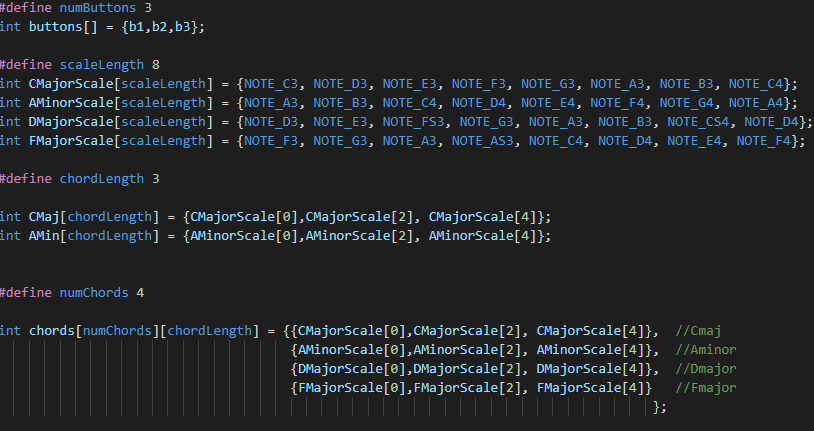 #define numButtons 3
int buttons[] = {b1,b2,b3};
#define scaleLength 8
int CMajorScale[scaleLength] = {NOTE_C3, NOTE_D3, NOTE_E3, NOTE_F3, NOTE_G3, NOTE_A3, NOTE_B3, NOTE_C4};
int AMinorScale[scaleLength] = {NOTE_A3, NOTE_B3, NOTE_C4, NOTE_D4, NOTE_E4, NOTE_F4, NOTE_G4, NOTE_A4};
int DMajorScale[scaleLength] = {NOTE_D3, NOTE_E3, NOTE_FS3, NOTE_G3, NOTE_A3, NOTE_B3, NOTE_CS4, NOTE_D4};
int FMajorScale[scaleLength] = {NOTE_F3, NOTE_G3, NOTE_A3, NOTE_AS3, NOTE_C4, NOTE_D4, NOTE_E4, NOTE_F4};
#define chordLength 3
int CMaj[chordLength] = {CMajorScale[0],CMajorScale[2], CMajorScale[4]};
int AMin[chordLength] = {AMinorScale[0],AMinorScale[2], AMinorScale[4]};
#define numChords 4
int chords[numChords][chordLength] = {{CMajorScale[0],CMajorScale[2], CMajorScale[4]}, //Cmaj
{AMinorScale[0],AMinorScale[2], AMinorScale[4]}, //Aminor
{DMajorScale[0],DMajorScale[2], DMajorScale[4]}, //Dmajor
{FMajorScale[0],FMajorScale[2], FMajorScale[4]} //Fmajor
};